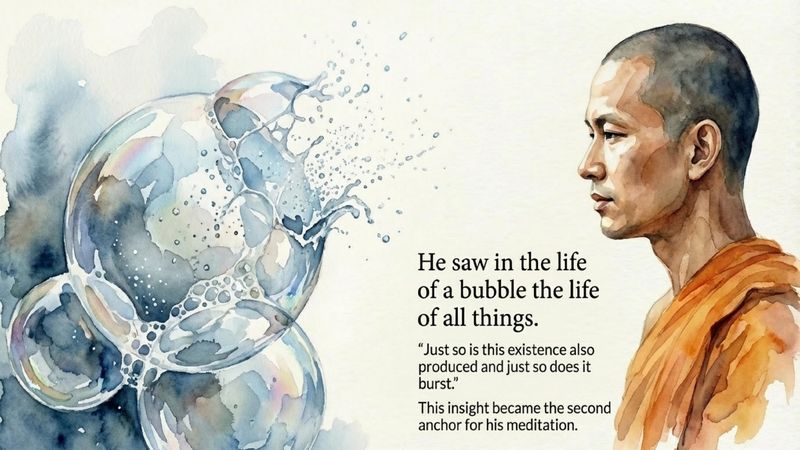 He saw in the life
of a bubble the life
of all things.
“Just so is this existence also
produced and just so does it
burst.”
This insight became the second
anchor for his meditation.